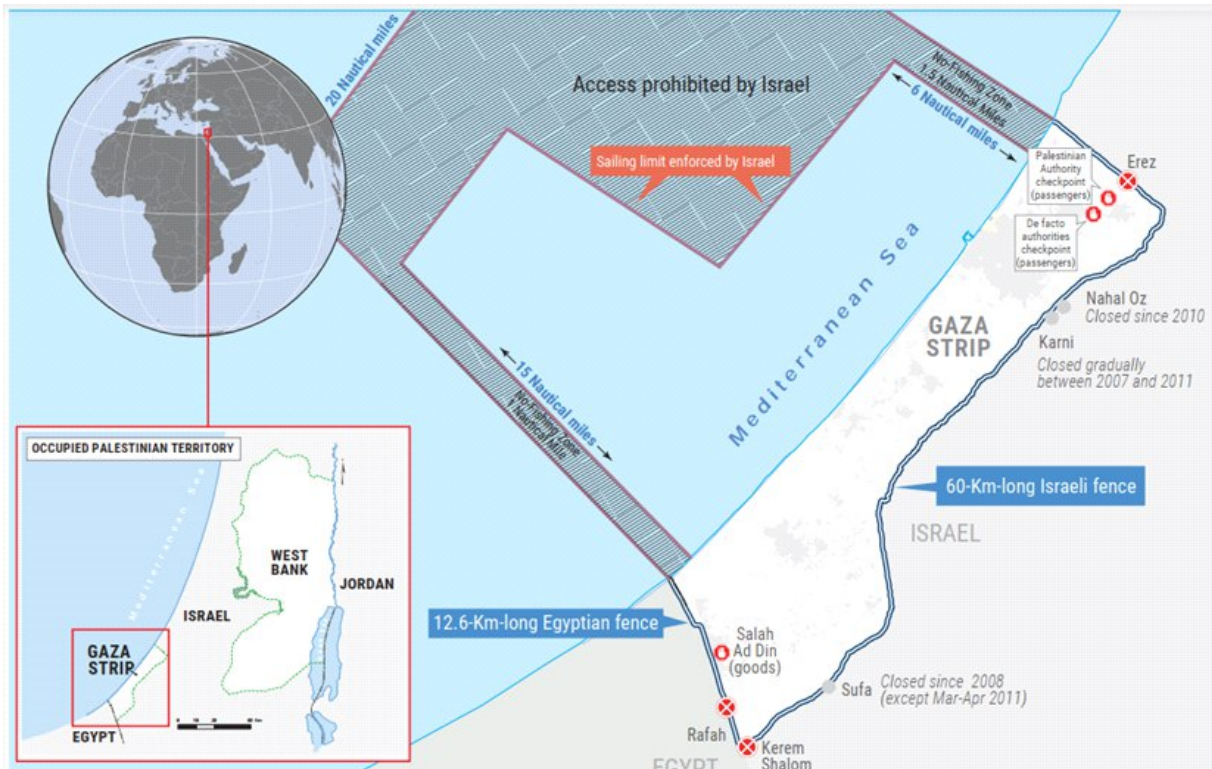 20 Nautical miles
Access prohibited by Israel
No-Fishing Zone
1.5 Nautical Miles
6 Nautical miles
Sailing limit enforced by Israel
Palestinian
Authority
checkpoint
(passengers)
Erez
De facto
authorities
checkpoint
(passengers)
Mediterranean Sea
Nahal Oz
Closed since 2010
GAZA
STRIP
Karni
Closed gradually
between 2007 and 2011
15 Nautical miles
No-Fishing Zone
1 Nautical Mile
60-Km-long Israeli fence
ISRAEL
12.6-Km-long Egyptian fence
Salah
Ad Din
(goods)
Sufa
Closed since 2008
(except Mar-Apr 2011)
Rafah
Kerem
Shalom
EGYPT
OCCUPIED PALESTINIAN TERRITORY
Mediterranean Sea
WEST
BANK
JORDAN
ISRAEL
GAZA
STRIP
EGYPT